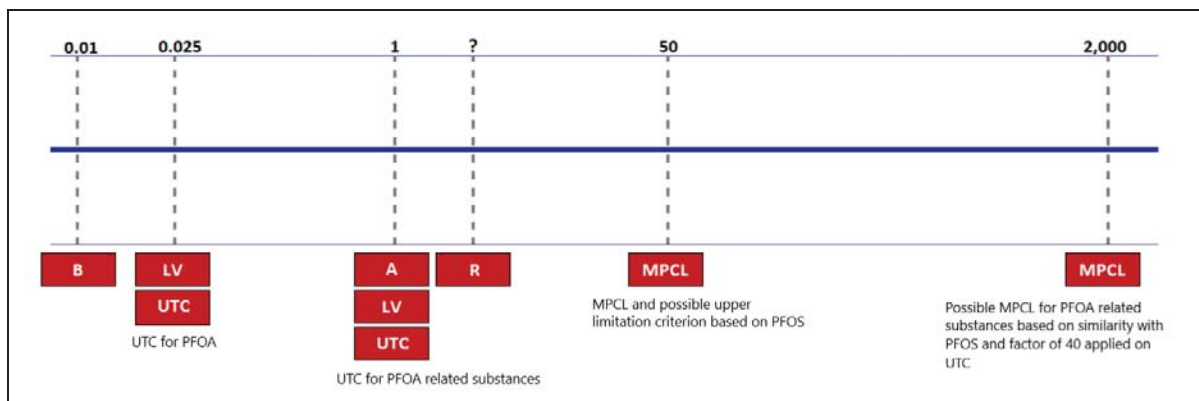 0.01 0.025 1 ? 50 2,000
B LV A R MPCL MPCL
UTC LV
UTC for PFOA
UTC
UTC for PFOA related substances
MPCL and possible upper
limitation criterion based on PFOS
Possible MPCL for PFOA related
substances based on similarity with
PFOS and factor of 40 applied on
UTC